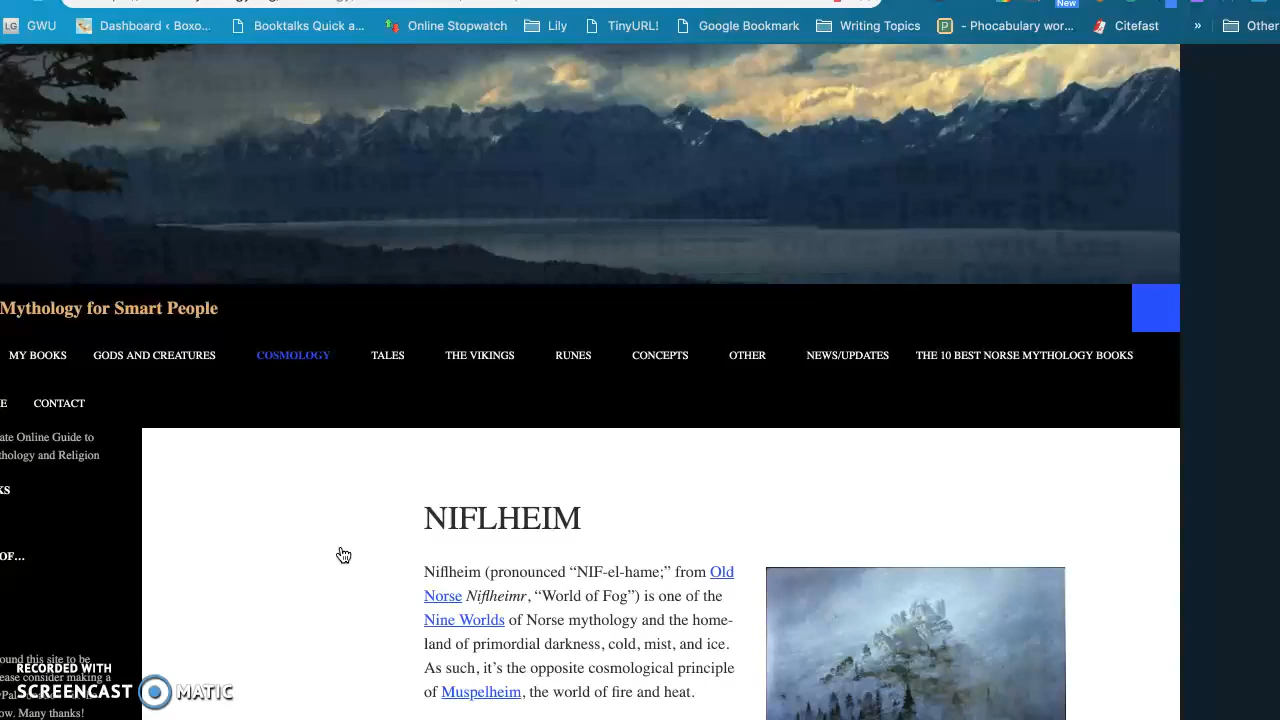 New
LG GWU Dashboard ‹ Boxo... Booktalks Quick a... Online Stopwatch Lily TinyURL! Google Bookmark Writing Topics P - Phocabulary wor... Citefast » Other
Mythology for Smart People
MY BOOKS GODS AND CREATURES COSMOLOGY TALES THE VIKINGS RUNES CONCEPTS OTHER NEWS/UPDATES THE 10 BEST NORSE MYTHOLOGY BOOKS
E CONTACT
ate Online Guide to
thology and Religion
KS
OF...
NIFLHEIM
Niflheim (pronounced “NIF-el-hame;” from Old
Norse Niflheimr, “World of Fog”) is one of the
Nine Worlds of Norse mythology and the home-
land of primordial darkness, cold, mist, and ice.
As such, it’s the opposite cosmological principle
of Muspelheim, the world of fire and heat.
ound this site to be
ease consider making a
yPal
ow. Many thanks!
RECORDED WITH
SCREENCAST MATIC